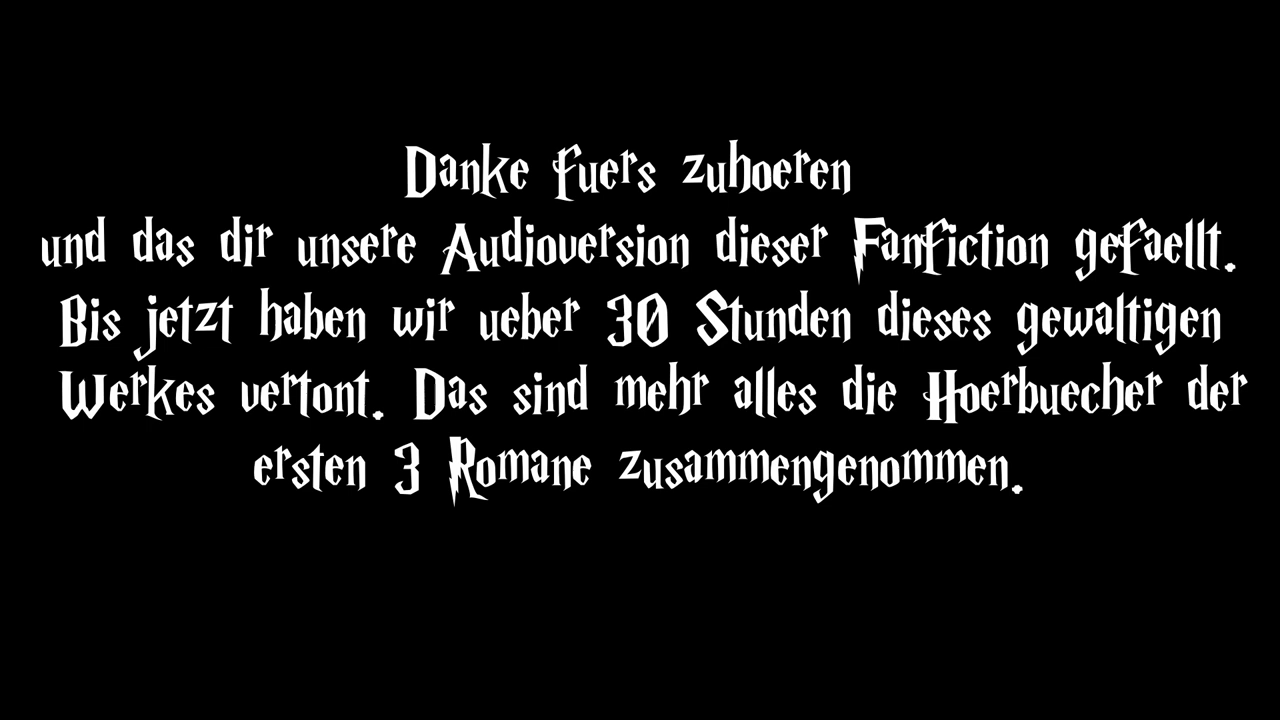 Danke fuers zuhoeren
und das dir unsere Audioversion dieser Fanfiction gefaellt.
Bis jetzt haben wir ueber 30 Stunden dieses gewaltigen
Werkes vertont. Das sind mehr alles die Hoerbuecher der
ersten 3 Romane zusammengenommen.